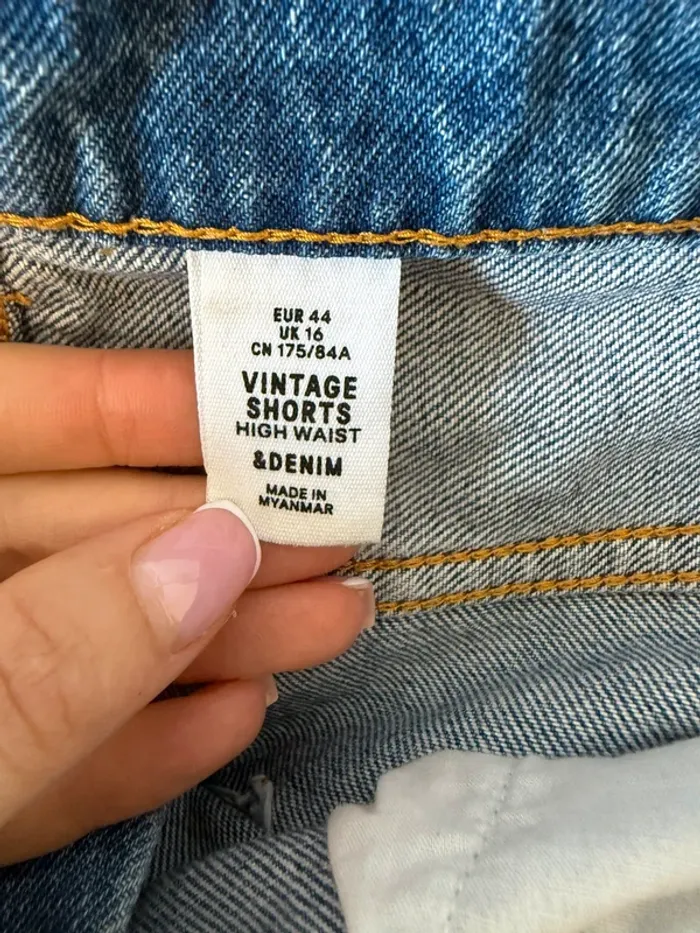 EUR 44
UK 16
CN 175/84A
VINTAGE
SHORTS
HIGH WAIST
&DENIM
MADE IN
MYANMAR